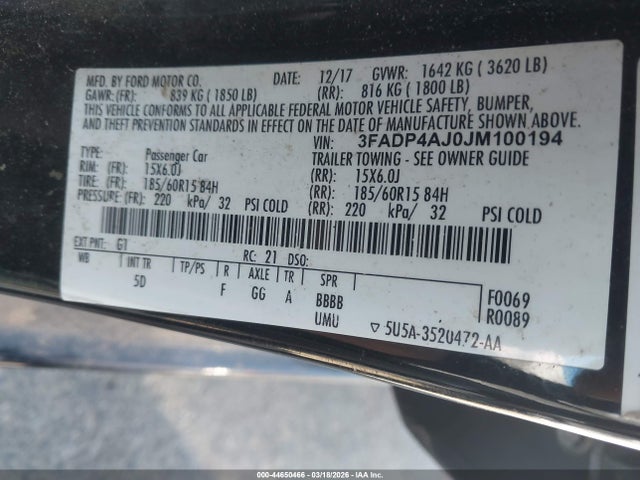 MFD. BY FORD MOTOR CO. DATE: 12/17 GVWR: 1642 KG ( 3620 LB)
GAWR: (FR): 839 KG ( 1850 LB) (RR): 816 KG ( 1800 LB)
THIS VEHICLE CONFORMS TO ALL APPLICABLE FEDERAL MOTOR VEHICLE SAFETY, BUMPER,
AND THEFT PREVENTION STANDARDS IN EFFECT ON THE DATE OF MANUFACTURE SHOWN ABOVE.
VIN: 3FADP4AJ0JM100194
TYPE: Passenger Car TRAILER TOWING - SEE OWNER GUIDE
RIM: (FR): 15X6.0J (RR): 15X6.0J
TIRE: (FR): 185/60R15 84H (RR): 185/60R15 84H
PRESSURE: (FR): 220 kPa/ 32 PSI COLD (RR): 220 kPa/ 32 PSI COLD
EXT PNT: G1 RC: 21 DSO:
WB INT TR TP/PS R AXLE TR SPR F0069
5D F GG A BBBB R0089
UMU ▽ 5U5A-3520472-AA
000-44650466 - 03/18/2026 - IAAI.com